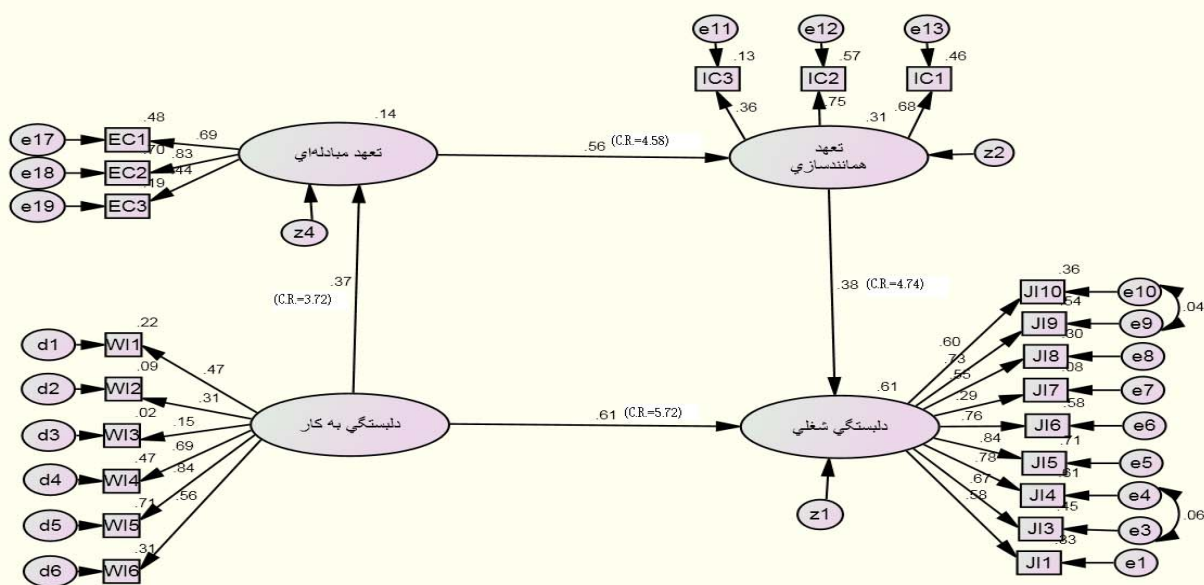 e11
e12
e13
.13
.57
.46
IC3
IC2
IC1
.36
.75
.68
.31
تعهد
همانندسازي
z2
.14
تعهد مبادله‌اي
.48
e17
EC1
.69
.70
e18
EC2
.83
.44
.19
e19
EC3
z4
.56
(C.R.=4.58)
.37
(C.R.=3.72)
.38
(C.R.=4.74)
.22
d1
WI1
.47
.09
d2
WI2
.31
.02
d3
WI3
.15
.69
.47
d4
WI4
.84
.71
d5
WI5
.56
.31
d6
WI6
دلبستگي به كار
.61
(C.R.=5.72)
.61
دلبستگي شغلي
z1
.36
JI10
e10
.60
.54
.04
JI9
e9
.73
.30
JI8
e8
.55
.08
JI7
e7
.29
.58
JI6
e6
.76
.71
JI5
e5
.84
.61
JI4
e4
.78
.45
.06
JI3
e3
.67
.33
JI1
e1
.58